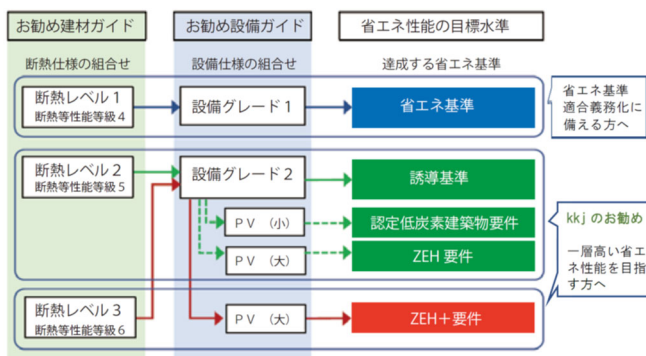 お勧め建材ガイド
お勧め設備ガイド
省エネ性能の目標水準
断熱仕様の組合せ
設備仕様の組合せ
達成する省エネ基準
断熱レベル1
断熱等性能等級4
設備グレード1
省エネ基準
省エネ基準
適合義務化に
備える方へ
断熱レベル2
断熱等性能等級5
設備グレード2
誘導基準
PV (小)
認定低炭素建築物要件
PV (大)
ZEH 要件
kkj のお勧め
一層高い省エ
ネ性能を目指
す方へ
断熱レベル3
断熱等性能等級6
PV (大)
ZEH+要件